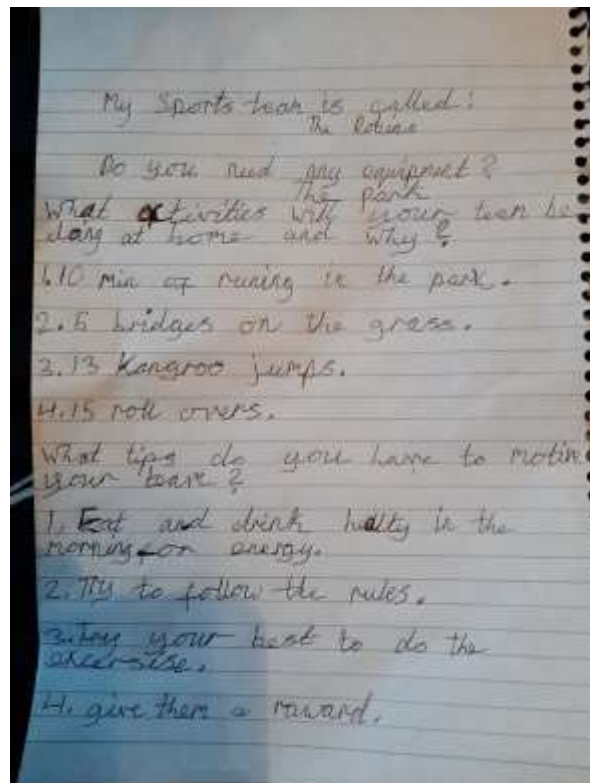 My Sports team is called:
The Robins
Do you need any equipment?
The park
What activities will your team be
doing at home and why?
1.10 min of runing in the park.
2.5 bridges on the grass.
3.13 Kangroo jumps.
4.15 roll overs.
What tips do you have to
your team?
1. Eat and drink halty in the
morning for energy.
2. Try to follow the rules.
3. Try your best to do the
excersise.
4. give them a raward.